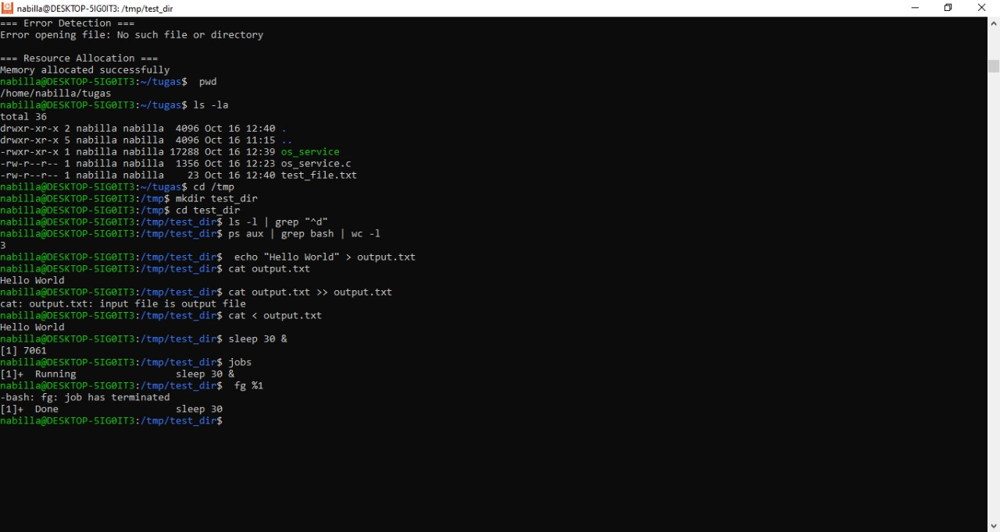 nabilla@DESKTOP-5IG0IT3: /tmp/test_dir
=== Error Detection ===
Error opening file: No such file or directory
=== Resource Allocation ===
Memory allocated successfully
nabilla@DESKTOP-5IG0IT3:~/tugas$  pwd
/home/nabilla/tugas
nabilla@DESKTOP-5IG0IT3:~/tugas$ ls -la
total 36
drwxr-xr-x 2 nabilla nabilla  4096 Oct 16 12:40 .
drwxr-xr-x 5 nabilla nabilla  4096 Oct 16 11:15 ..
-rwxr-xr-x 1 nabilla nabilla 17288 Oct 16 12:39 os_service
-rw-r--r-- 1 nabilla nabilla  1356 Oct 16 12:23 os_service.c
-rw-r--r-- 1 nabilla nabilla    23 Oct 16 12:40 test_file.txt
nabilla@DESKTOP-5IG0IT3:~/tugas$ cd /tmp
nabilla@DESKTOP-5IG0IT3:/tmp$ mkdir test_dir
nabilla@DESKTOP-5IG0IT3:/tmp$ cd test_dir
nabilla@DESKTOP-5IG0IT3:/tmp/test_dir$ ls -l | grep "^d"
nabilla@DESKTOP-5IG0IT3:/tmp/test_dir$ ps aux | grep bash | wc -l
3
nabilla@DESKTOP-5IG0IT3:/tmp/test_dir$  echo "Hello World" > output.txt
nabilla@DESKTOP-5IG0IT3:/tmp/test_dir$ cat output.txt
Hello World
nabilla@DESKTOP-5IG0IT3:/tmp/test_dir$ cat output.txt >> output.txt
cat: output.txt: input file is output file
nabilla@DESKTOP-5IG0IT3:/tmp/test_dir$ cat < output.txt
Hello World
nabilla@DESKTOP-5IG0IT3:/tmp/test_dir$ sleep 30 &
[1] 7061
nabilla@DESKTOP-5IG0IT3:/tmp/test_dir$ jobs
[1]+  Running                 sleep 30 &
nabilla@DESKTOP-5IG0IT3:/tmp/test_dir$  fg %1
-bash: fg: job has terminated
[1]+  Done                    sleep 30
nabilla@DESKTOP-5IG0IT3:/tmp/test_dir$